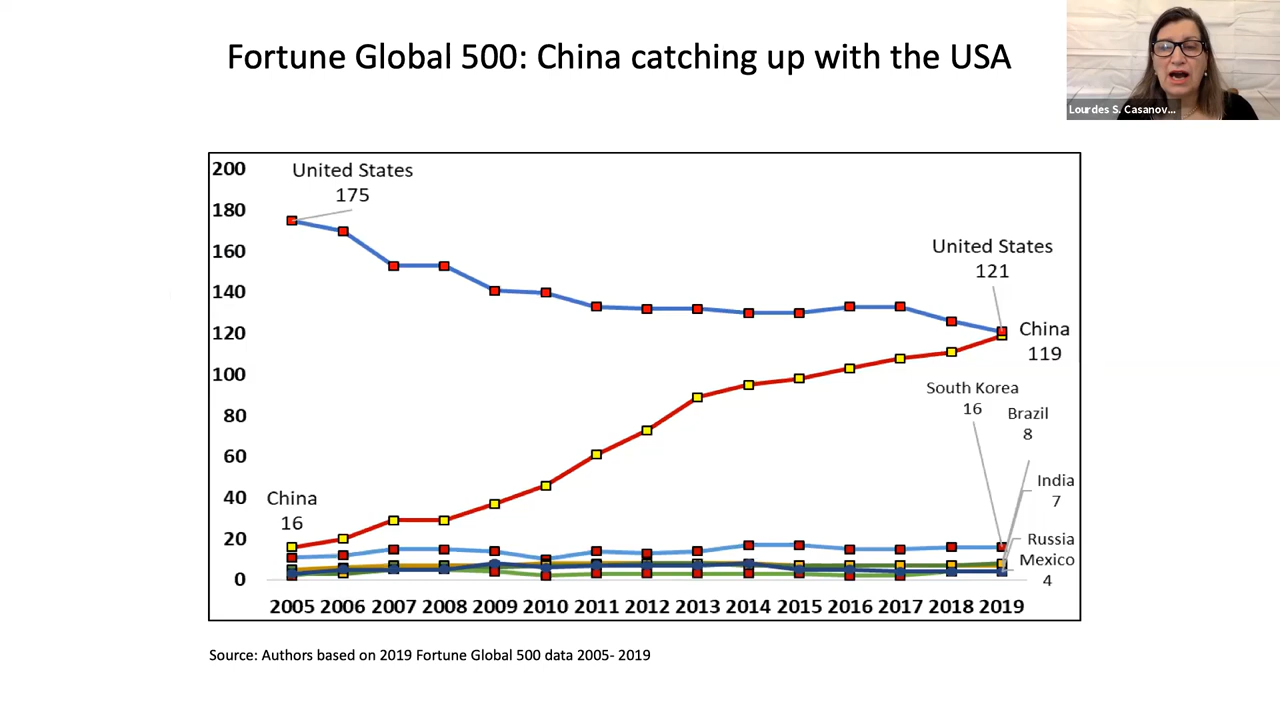 Fortune Global 500: China catching up with the USA
Lourdes S. Casanov...
200
180
160
140
120
100
80
60
40
20
0
United States
175
United States
121
China
119
South Korea
16
Brazil
8
India
7
Russia
Mexico
4
China
16
2005 2006 2007 2008 2009 2010 2011 2012 2013 2014 2015 2016 2017 2018 2019
Source: Authors based on 2019 Fortune Global 500 data 2005- 2019